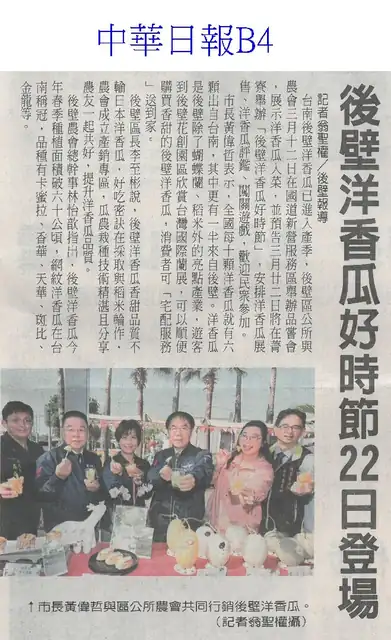 中華日報B4
後壁洋香瓜好時節22日登場
記者翁聖權/後壁報導
台南後壁洋香瓜已進入產季,後壁區公所與
農會三月十二日在國道新營服務區舉辦品嘗會
,展示洋香瓜入菜,並預告三月廿二日將在菁
寮舉辦「後壁洋香瓜好時節」,安排洋香瓜展
售、洋香瓜評鑑、闖關遊戲,歡迎民眾參加。
市長黃偉哲表示,全國每十顆洋香瓜就有六
顆出自台南,其中更有一半來自後壁。洋香瓜
是後壁除了蝴蝶蘭、稻米外的亮點產業,遊客
到後壁花創園區欣賞台灣國際蘭展,可以順便
購買香甜的後壁洋香瓜,消費者可「宅配服務
」送到家。
後壁區長李至彬說,後壁洋香瓜香甜品質不
輸日本洋香瓜,好吃密訣在採取與稻米輪作,
農會成立產銷專區,瓜農栽種技術精湛且分享
農友一起共好,提升洋香瓜品質。
後壁農會總幹事林怡歆指出,後壁洋香瓜今
年春季種植面積破六十公頃,網紋洋香瓜在台
南稱冠,品種有卡蜜拉、香華、天華、斑比、
金龍等。
↑市長黃偉哲與區公所農會共同行銷後壁洋香瓜。
(記者翁聖權攝)